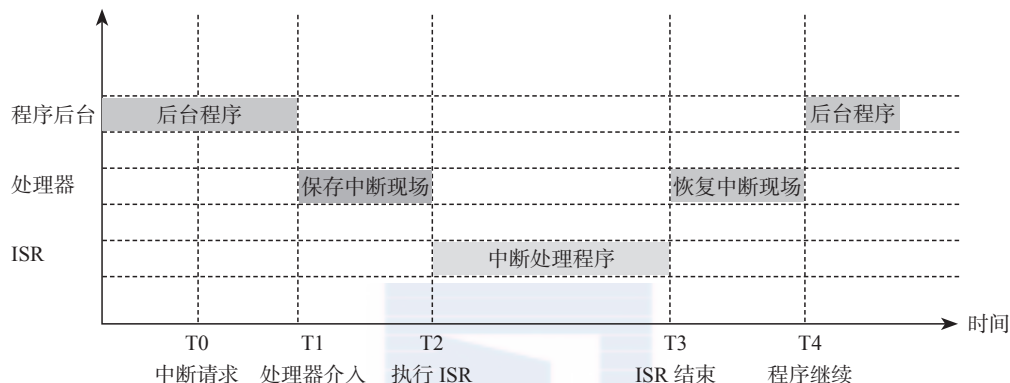 程序后台
后台程序
后台程序
处理器
保存中断现场
恢复中断现场
ISR
中断处理程序
时间
T0
T1
T2
T3
T4
中断请求
处理器介入
执行 ISR
ISR 结束
程序继续